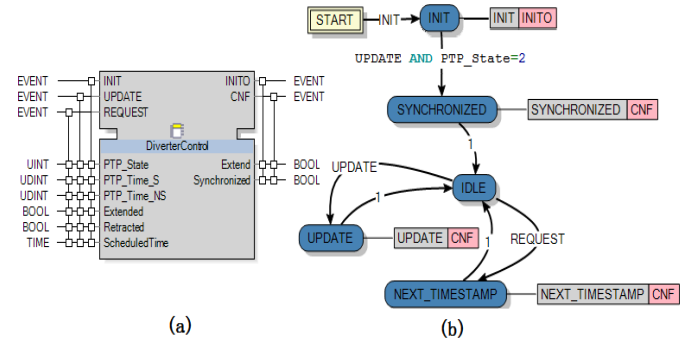 EVENT INIT INITO EVENT
EVENT UPDATE CNF EVENT
EVENT REQUEST
DiverterControl
UINT PTP_State Extend BOOL
UDINT PTP_Time_S Synchronized BOOL
UDINT PTP_Time_NS
BOOL Extended
BOOL Retracted
TIME ScheduledTime
(a)
START INIT INIT INIT INITO
UPDATE AND PTP_State=2
SYNCHRONIZED SYNCHRONIZED CNF
1
UPDATE
IDLE
1
UPDATE UPDATE CNF
1 REQUEST
NEXT_TIMESTAMP NEXT_TIMESTAMP CNF
(b)